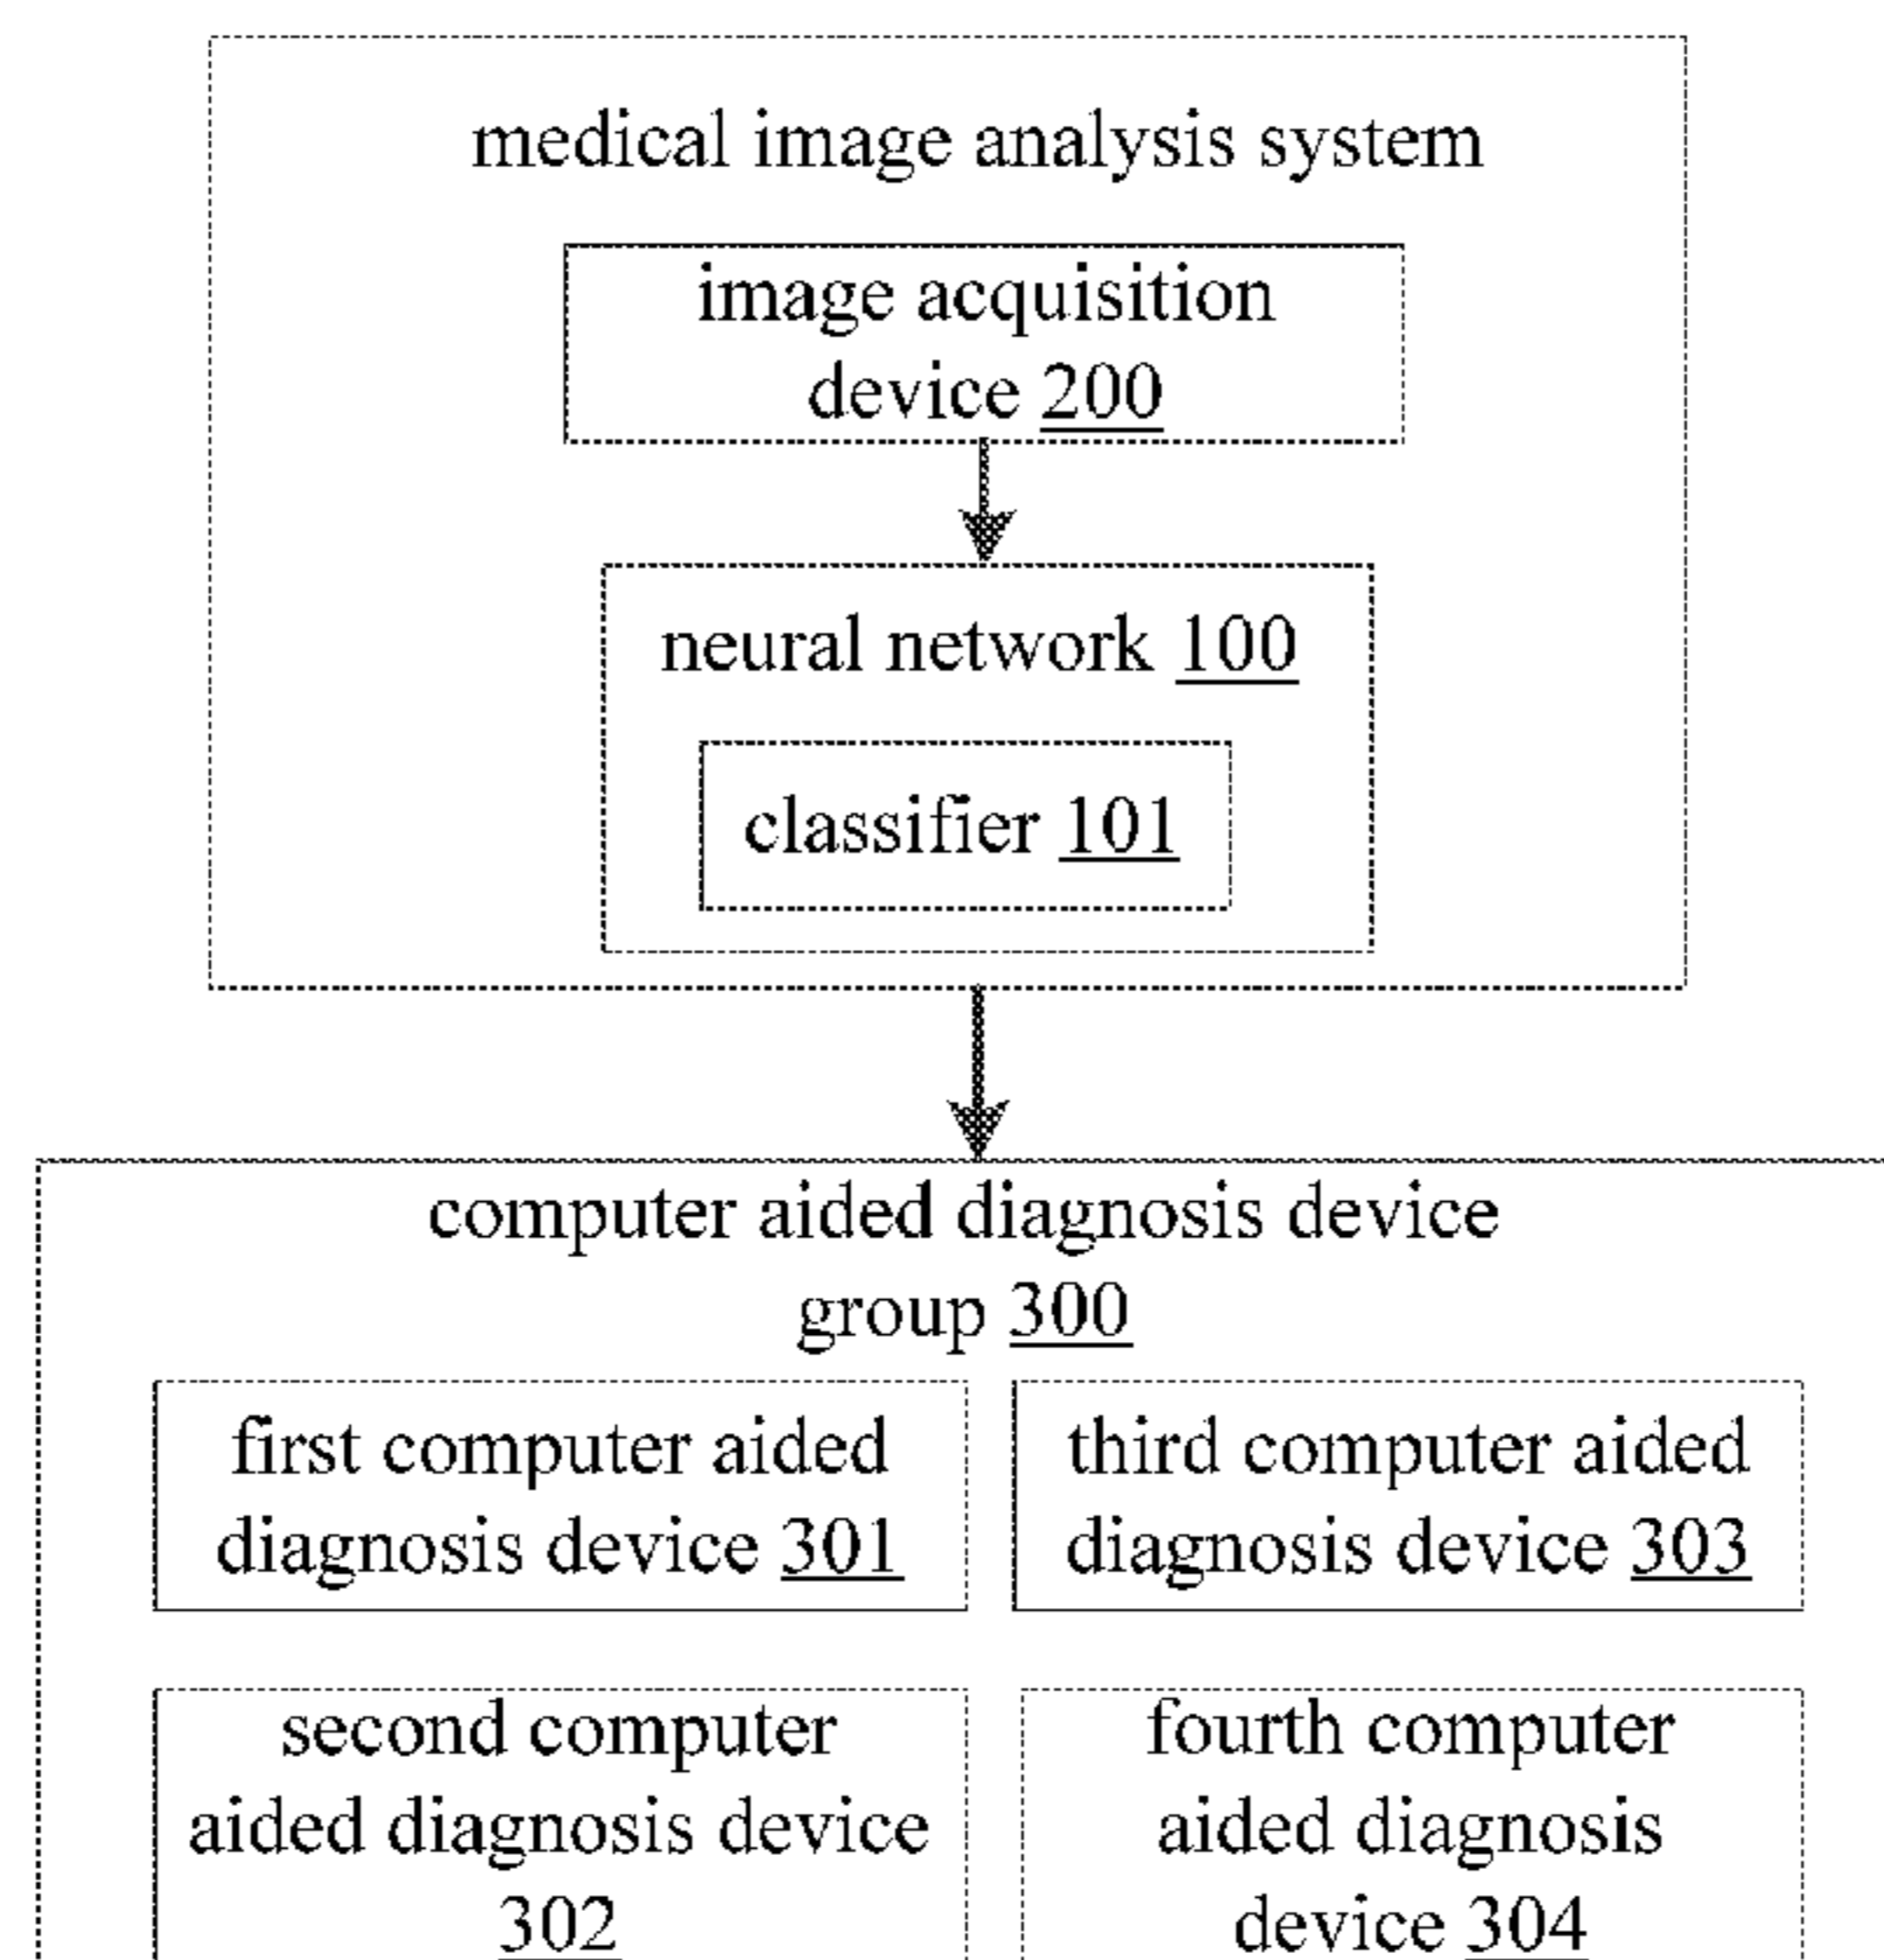 medical image analysis system
image acquisition
device 200
neural network 100
classifier 101
computer aided diagnosis device
group 300
first computer aided
diagnosis device 301
third computer aided
diagnosis device 303
second computer
aided diagnosis device
302
fourth computer
aided diagnosis
device 304